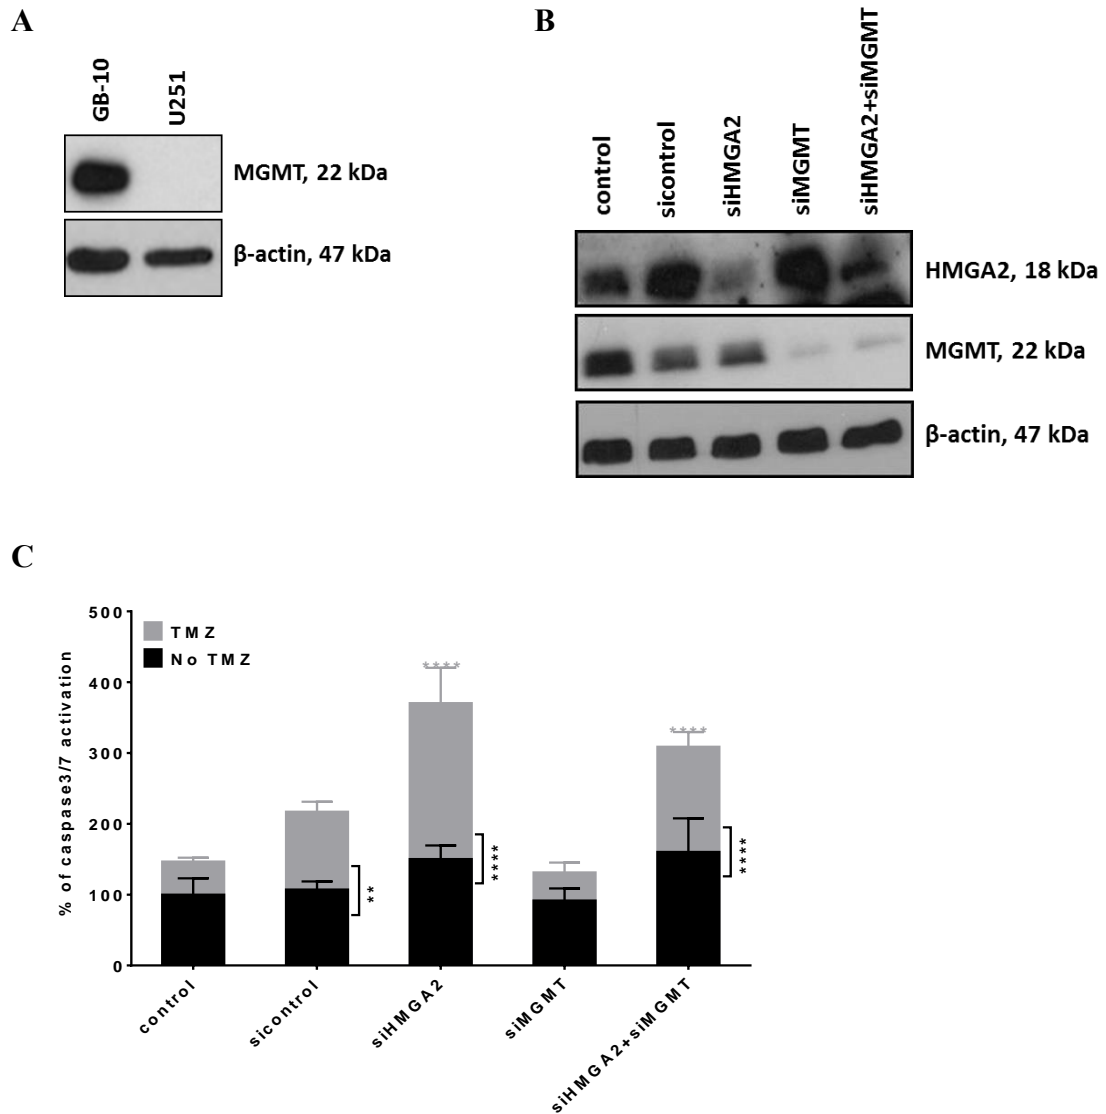 A
GB-10
U251
MGMT, 22 kDa
β-actin, 47 kDa
B
control
sicontrol
siHMGA2
siMGMT
siHMGA2+siMGMT
HMGA2, 18 kDa
MGMT, 22 kDa
β-actin, 47 kDa
C
% of caspase3/7 activation
500
400
300
200
100
0
TMZ
No TMZ
**
****
****
****
****
control
sicontrol
siHMGA2
siMGMT
siHMGA2+siMGMT